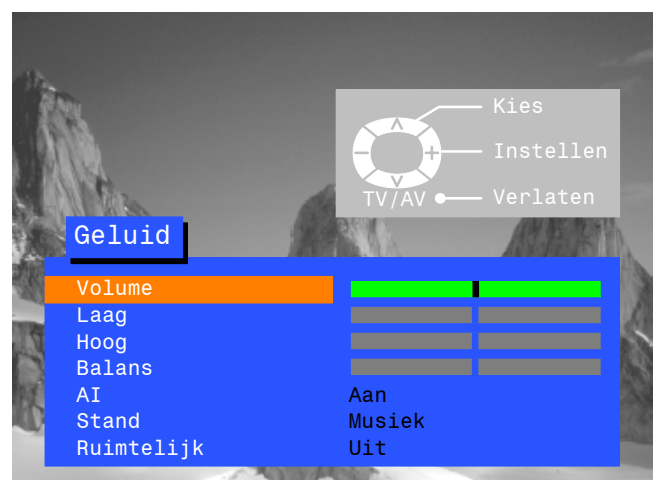 Kies
Instellen
TV/AV Verlaten
Geluid
Volume
Laag
Hoog
Balans
AI Aan
Stand Musiek
Ruimtelijk Uit